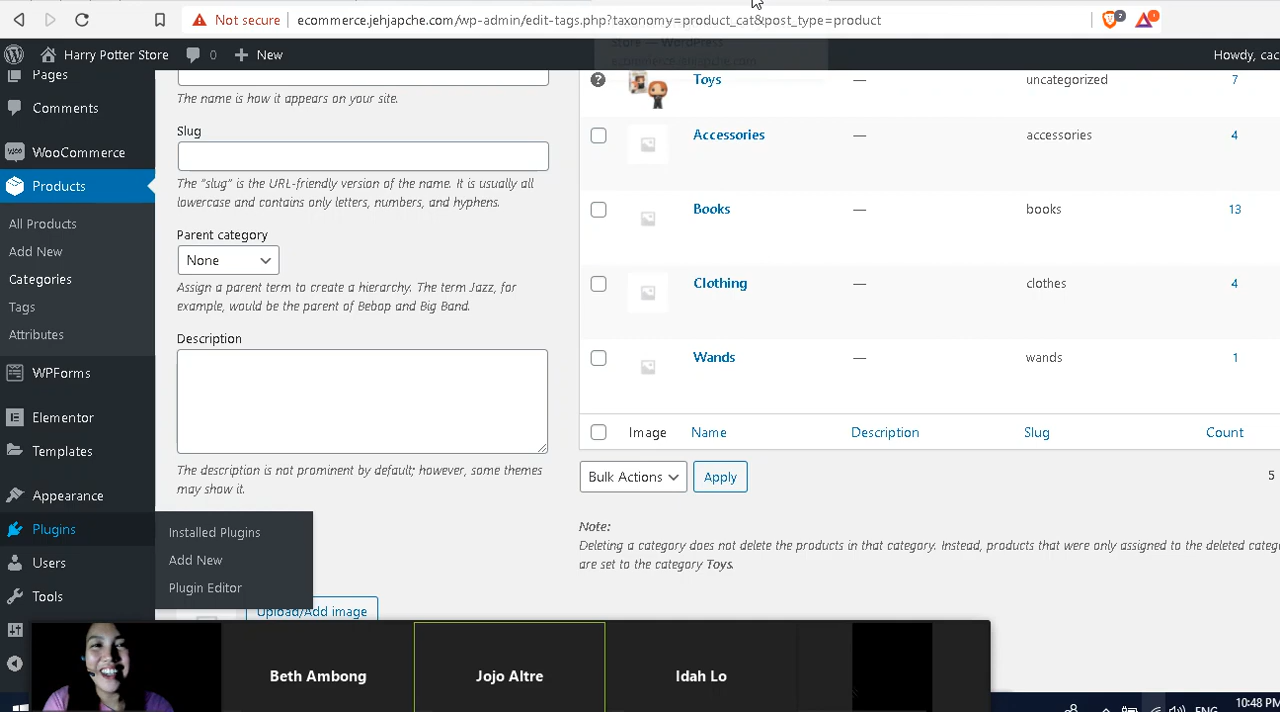 Not secure
ecommerce.jehjapche.com/wp-admin/edit-tags.php?taxonomy=product_cat&post_type=product
2
1
Harry Potter Store
0
New
Howdy, cac
Store — WordPress
ecommerce.jehjapche.com
Pages
Comments
WooCommerce
Products
All Products
Add New
Categories
Tags
Attributes
WPForms
Elementor
Templates
Appearance
Plugins
Users
Tools
Installed Plugins
Add New
Plugin Editor
The name is how it appears on your site.
Slug
The "slug" is the URL-friendly version of the name. It is usually all
lowercase and contains only letters, numbers, and hyphens.
Parent category
None
Assign a parent term to create a hierarchy. The term Jazz, for
example, would be the parent of Bebop and Big Band.
Description
The description is not prominent by default; however, some themes
may show it.
Upload/Add image
Toys — uncategorized 7
Accessories — accessories 4
Books — books 13
Clothing — clothes 4
Wands — wands 1
Image Name Description Slug Count
Bulk Actions Apply
5
Note:
Deleting a category does not delete the products in that category. Instead, products that were only assigned to the deleted categ
are set to the category Toys.
Beth Ambong
Jojo Altre
Idah Lo
ENG
10:48 PM